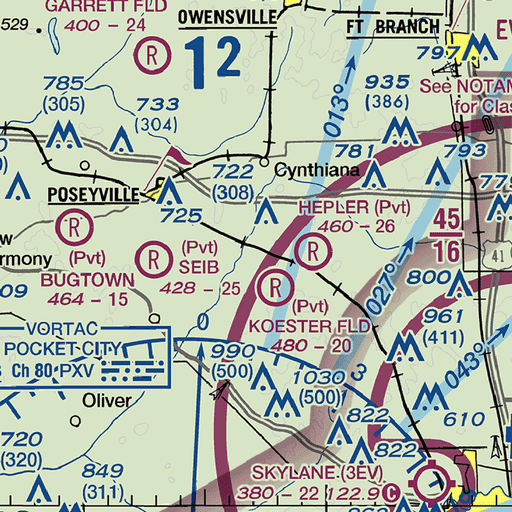 GARRETT FLD
400 - 24
529
R
OWENSVILLE
FT BRANCH
12
013°
797
785
(305)
733
(304)
935
(386)
See NOTAM
for Clas
Cynthiana
781
793
722
(308)
POSEYVILLE
725
HEPLER (Pvt)
460 - 26
R
45
16
41
R
(Pvt)
BUGTOWN
464 - 15
R
(Pvt)
SEIB
428 - 25
R
(Pvt)
KOESTER FLD
480 - 20
027°
800
ormony
09
VORTAC
POCKET CITY
Ch 80 PXV
0
3
990
(500)
1030
(500)
961
(411)
043°
Oliver
822
822
610
720
(320)
849
(311)
SKYLANE (3EV)
380 - 22 122.9 C